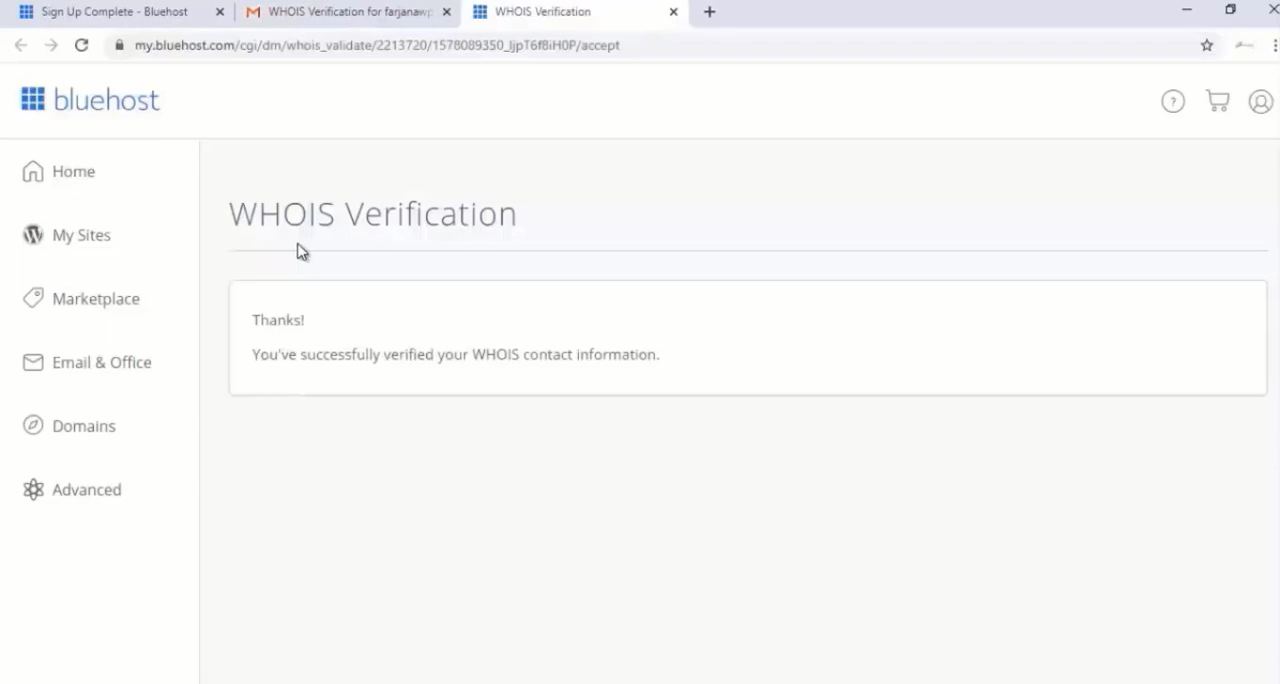 Sign Up Complete - Bluehost
WHOIS Verification for farjanawp
WHOIS Verification
my.bluehost.com/cgi/dm/whois_validate/2213720/1578089350_ljpT6f8iH0P/accept
bluehost
?
Home
My Sites
Marketplace
Email & Office
Domains
Advanced
WHOIS Verification
Thanks!
You've successfully verified your WHOIS contact information.